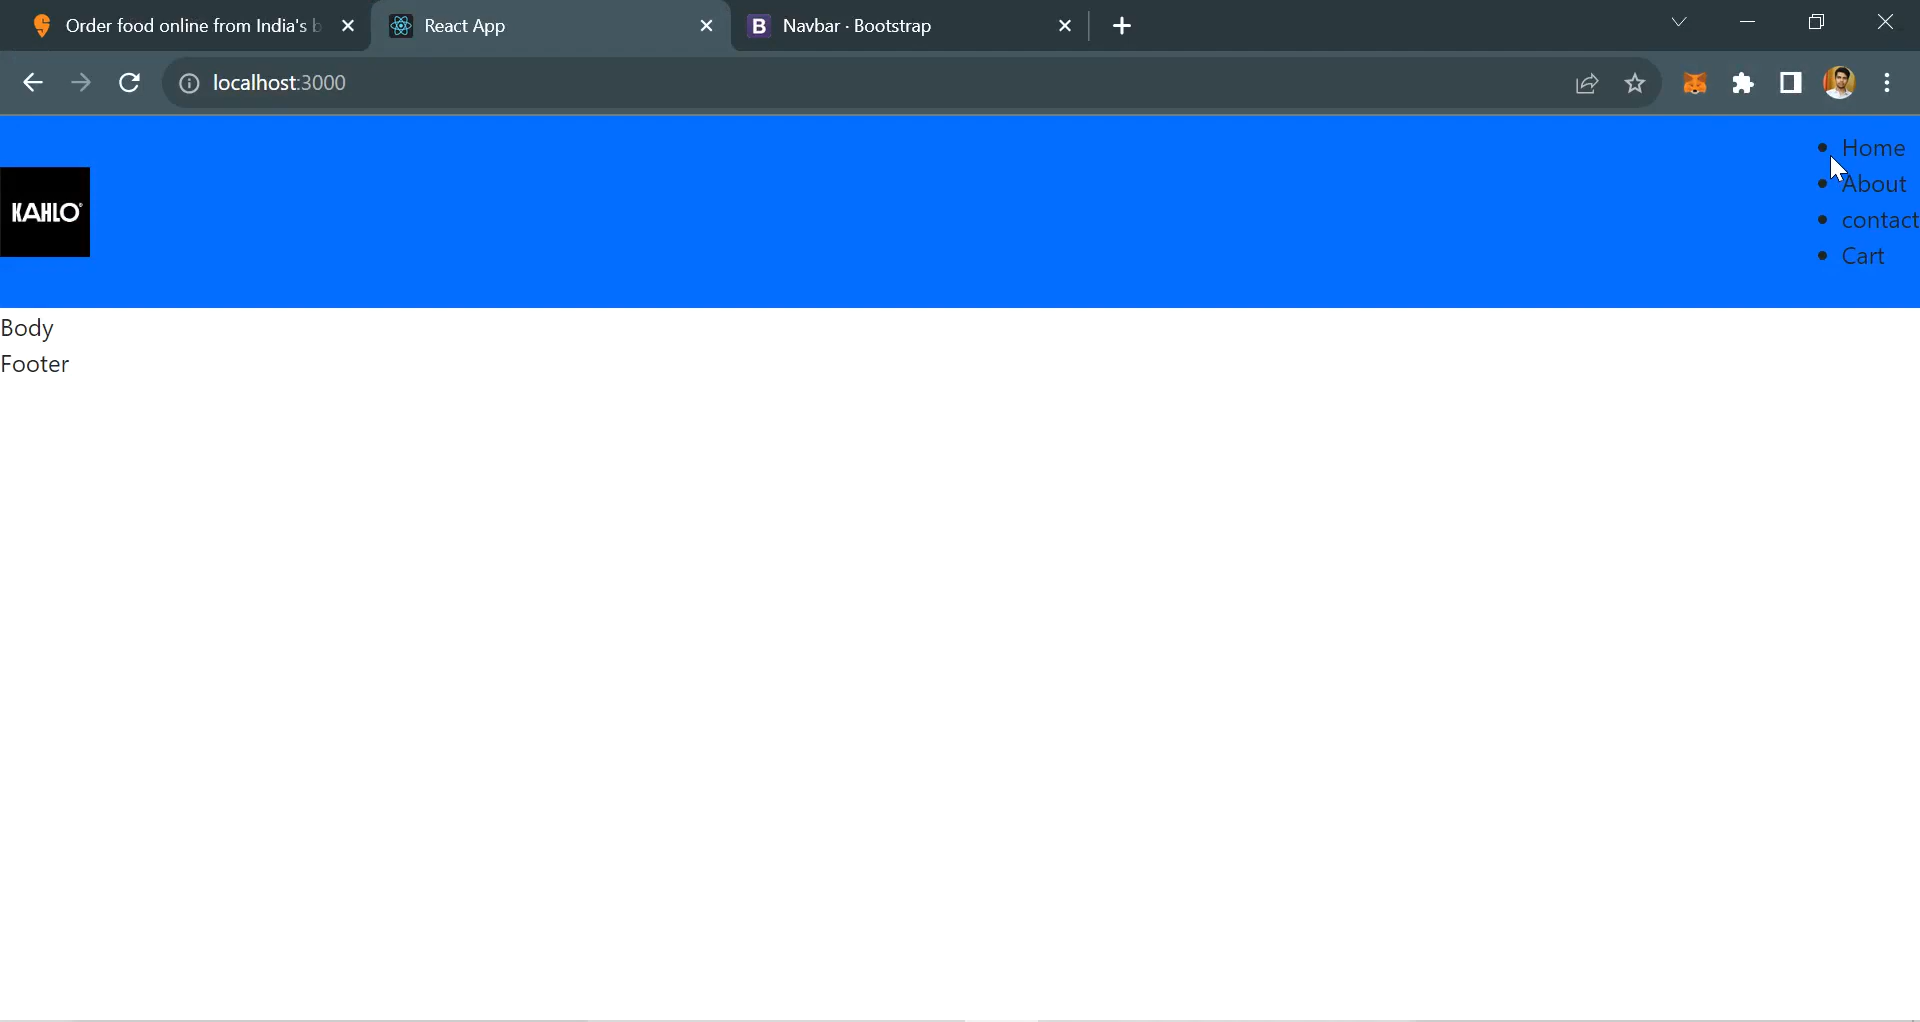 Order food online from India's b
React App
Navbar · Bootstrap
localhost:3000
KAHLO®
Home
About
contact
Cart
Body
Footer